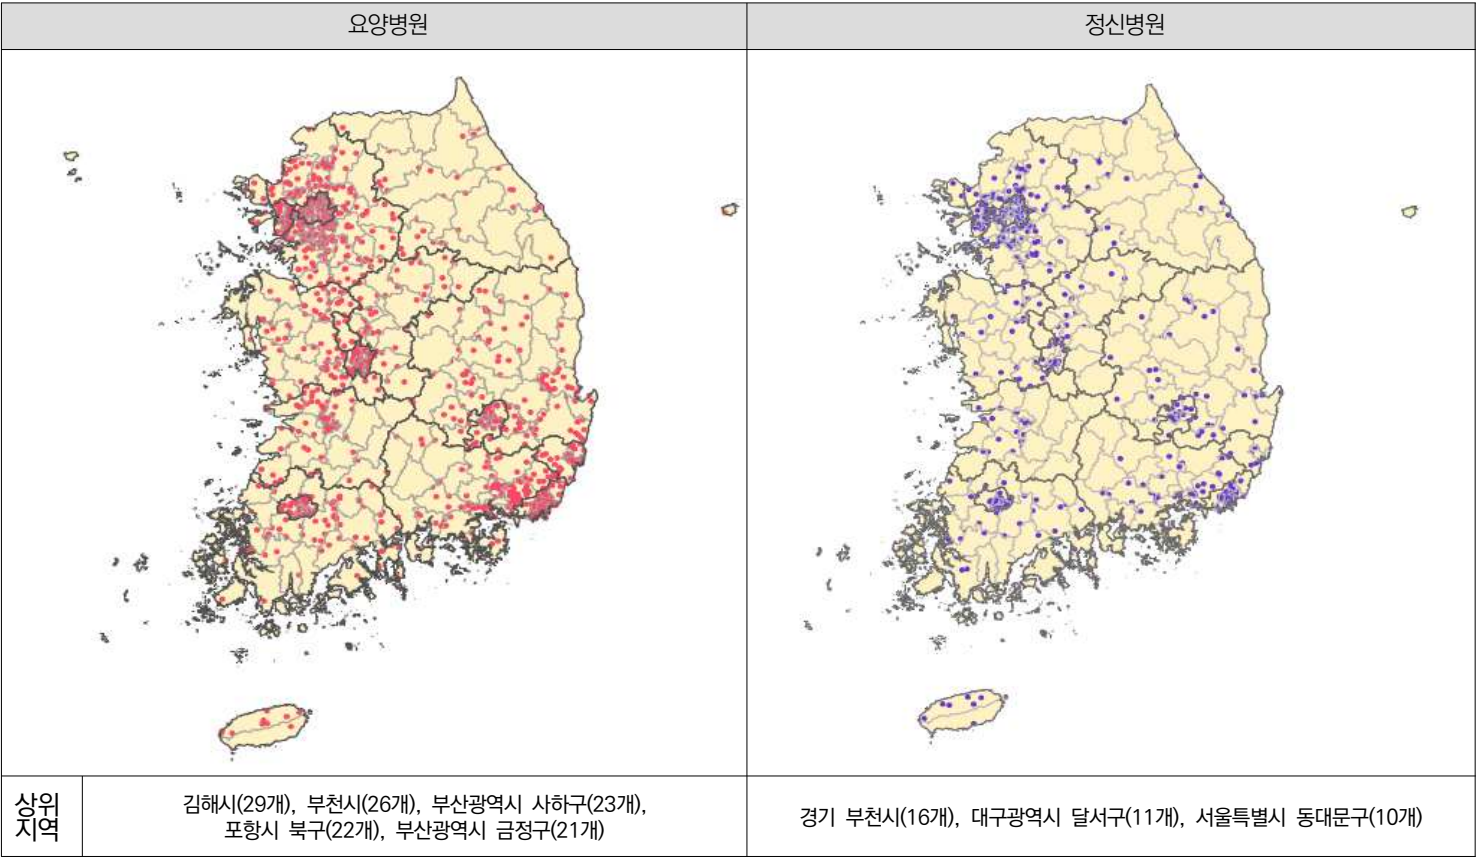 요양병원
정신병원
상위
지역
김해시(29개), 부천시(26개), 부산광역시 사하구(23개),
포항시 북구(22개), 부산광역시 금정구(21개)
경기 부천시(16개), 대구광역시 달서구(11개), 서울특별시 동대문구(10개)